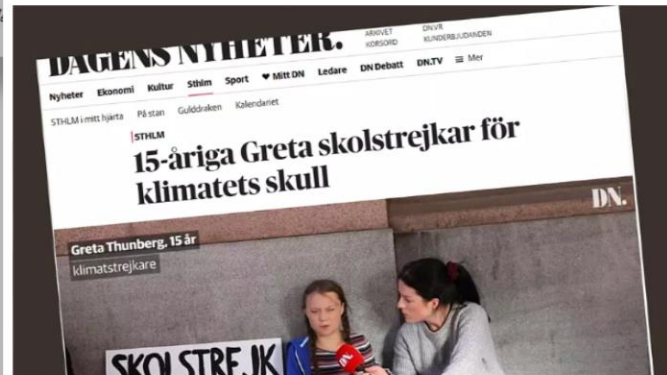 DAGENS NYHETER.
ARKIVET
KORSORD
DN.VR
KUNDERBJUDANDEN
Nyheter Ekonomi Kultur Sthlm Sport ♥ Mitt DN Ledare DN Debatt DN.TV ≡ Mer
STHLM i mitt hjärta På stan Gulddraken Kalendariet
STHLM
15-åriga Greta skolstrejkar för
klimatets skull
DN.
Greta Thunberg, 15 år
klimatstrejkare
DN.
SKOLSTREJK